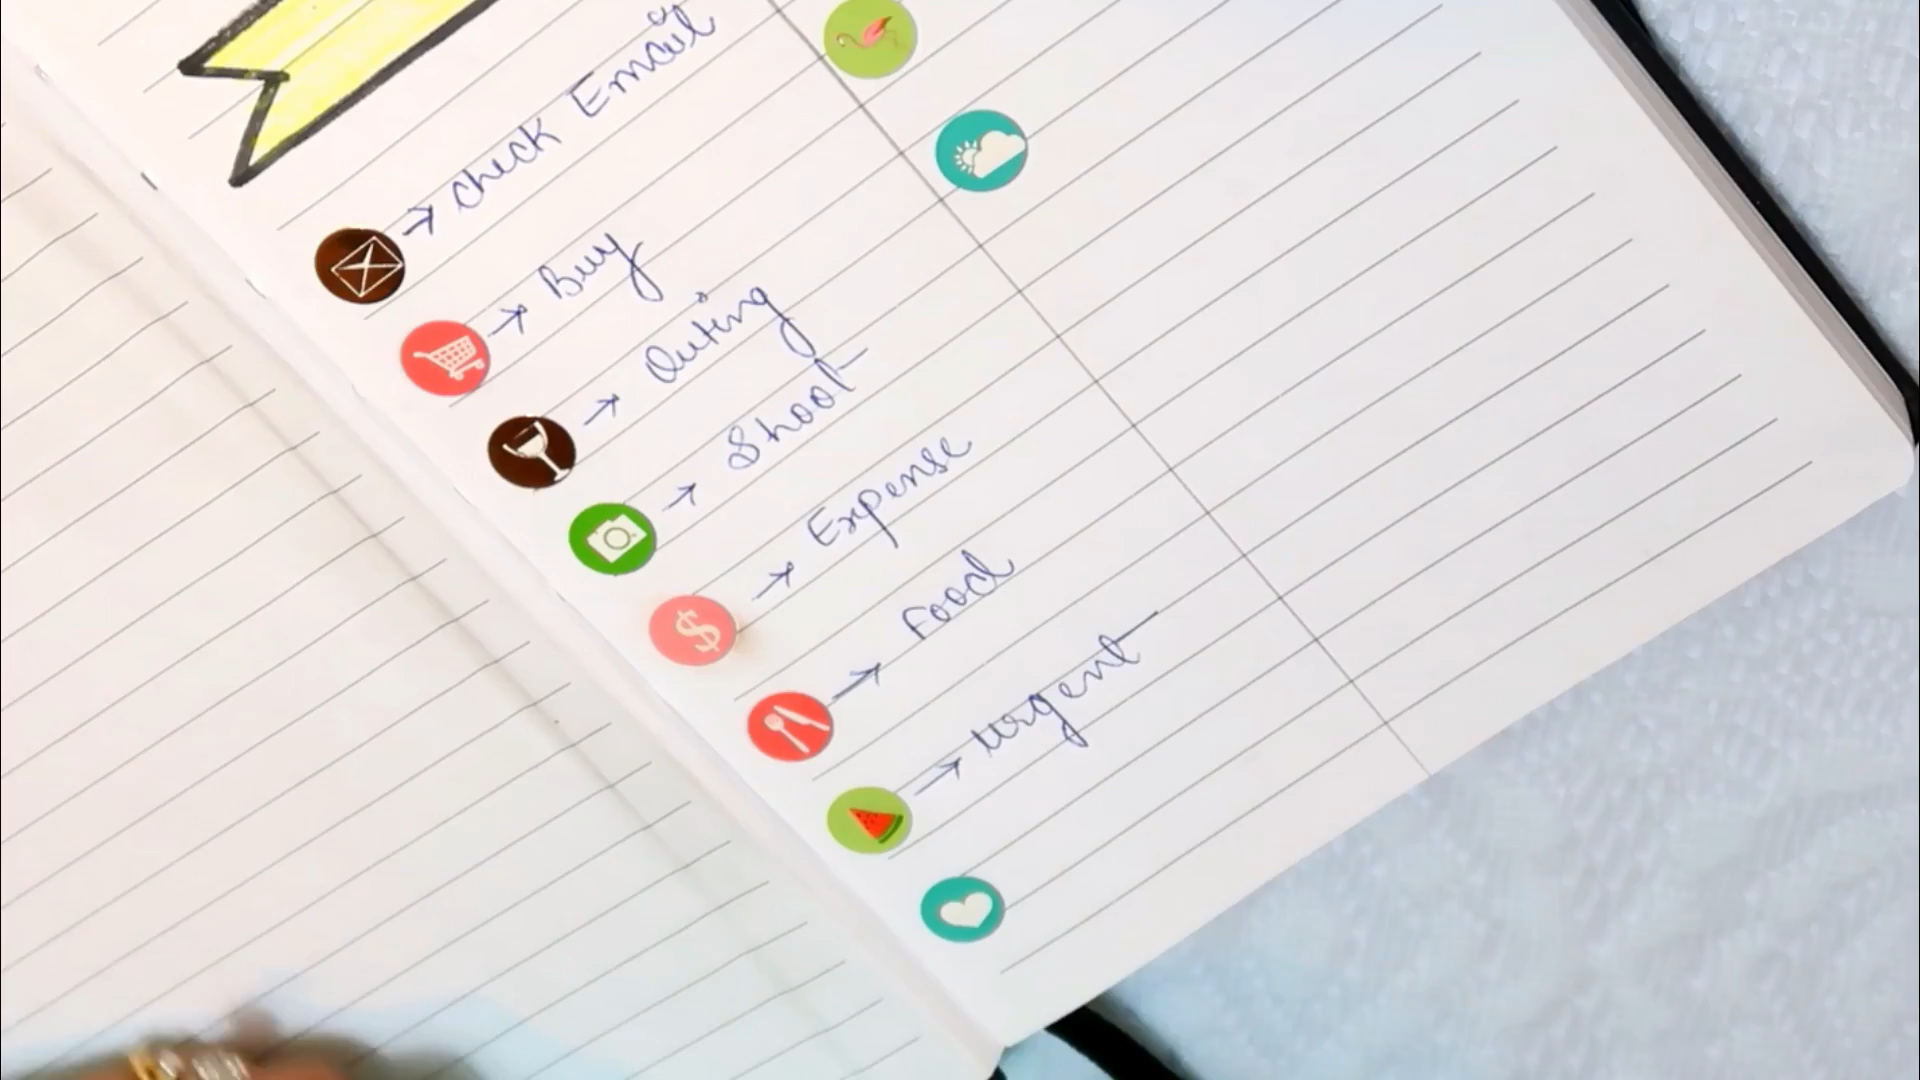 → Check Email
→ Buy
→ Outing
→ Shoot
$ → Expense
→ Food
→ Urgent